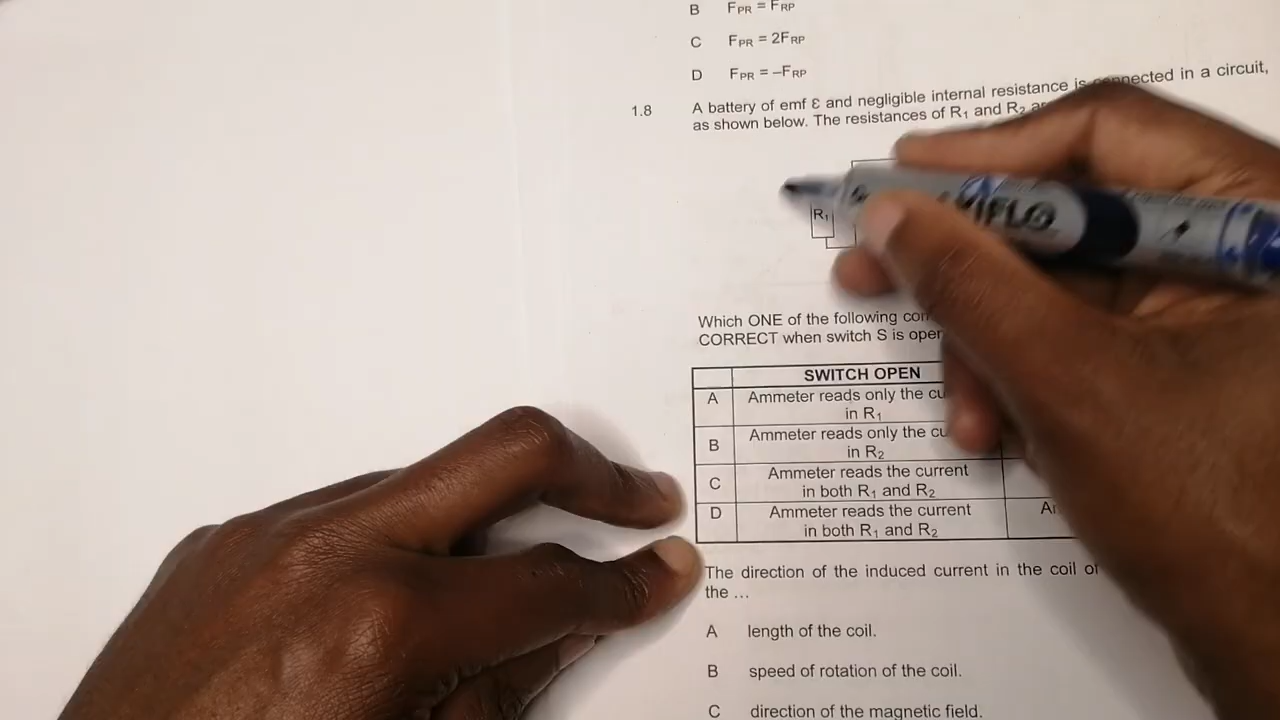 B FPR = FRP
C FPR = 2FRP
D FPR = –FRP
1.8 A battery of emf Ɛ and negligible internal resistance is connected in a circuit,
as shown below. The resistances of R1 and R2
R1
Which ONE of the following
CORRECT when switch S is
SWITCH OPEN
A Ammeter reads only the
in R1
B Ammeter reads only the
in R2
C Ammeter reads the current
in both R1 and R2
D Ammeter reads the current
in both R1 and R2
The direction of the induced current in the coil
the ...
A length of the coil.
B speed of rotation of the coil.
C direction of the magnetic field.